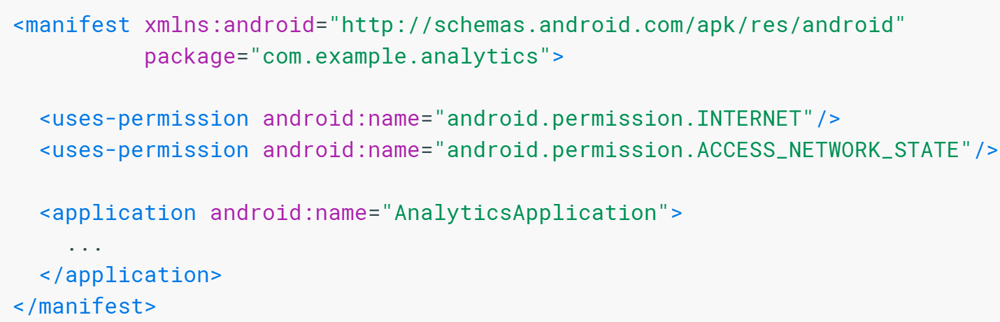 <manifest xmlns:android="http://schemas.android.com/apk/res/android"
package="com.example.analytics">
<uses-permission android:name="android.permission.INTERNET"/>
<uses-permission android:name="android.permission.ACCESS_NETWORK_STATE"/>
<application android:name="AnalyticsApplication">
...
</application>
</manifest>